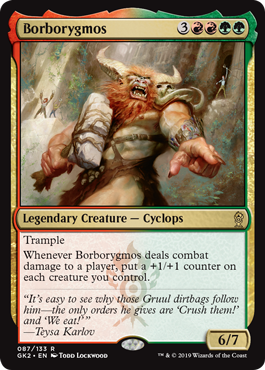 Borborygmos 3
Legendary Creature — Cyclops
Trample
Whenever Borborygmos deals combat
damage to a player, put a +1/+1 counter on
each creature you control.
“It’s easy to see why those Gruul dirtbags follow
him—the only orders he gives are ‘Crush them!’
and ‘We eat!’”
—Teysa Karlov
6/7
087/133 R
GK2 • EN Todd Lockwood
™ & © 2019 Wizards of the Coast